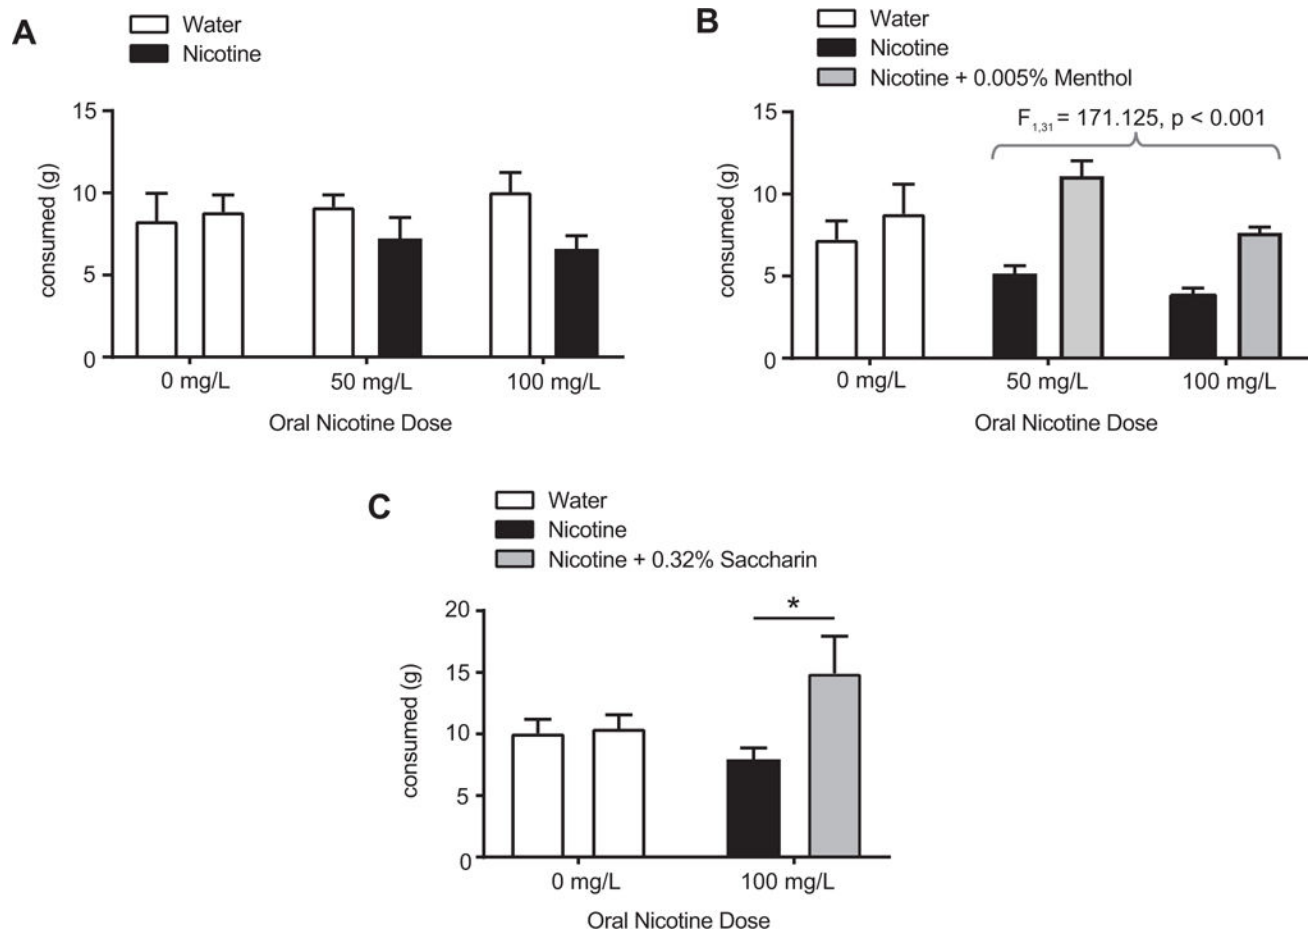 A
Water
Nicotine
15
10
5
0
consumed (g)
0 mg/L 50 mg/L 100 mg/L
Oral Nicotine Dose
B
Water
Nicotine
Nicotine + 0.005% Menthol
F1,31 = 171.125, p < 0.001
15
10
5
0
consumed (g)
0 mg/L 50 mg/L 100 mg/L
Oral Nicotine Dose
C
Water
Nicotine
Nicotine + 0.32% Saccharin
*
20
15
10
5
0
consumed (g)
0 mg/L 100 mg/L
Oral Nicotine Dose